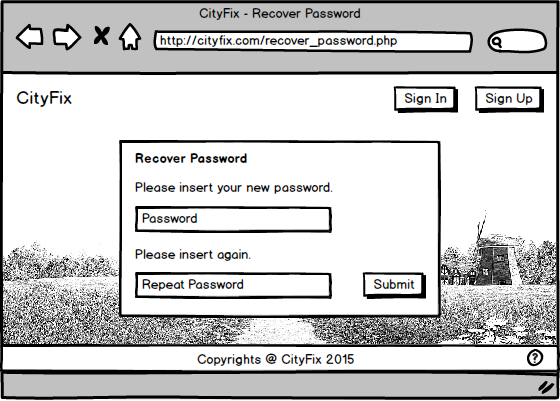 CityFix - Recover Password
http://cityfix.com/recover_password.php
CityFix
Sign In
Sign Up
Recover Password
Please insert your new password.
Password
Please insert again.
Repeat Password
Submit
Copyrights @ CityFix 2015
?